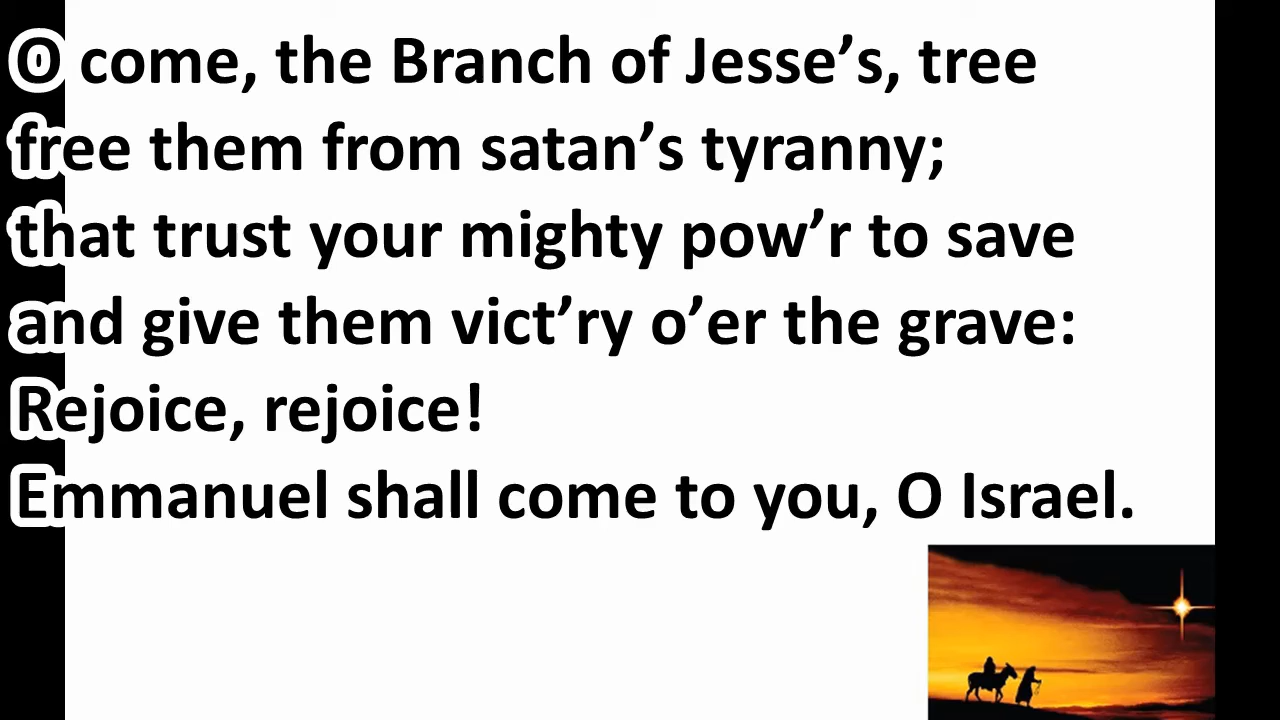 O come, the Branch of Jesse’s, tree
free them from satan’s tyranny;
that trust your mighty pow’r to save
and give them vict’ry o’er the grave:
Rejoice, rejoice!
Emmanuel shall come to you, O Israel.